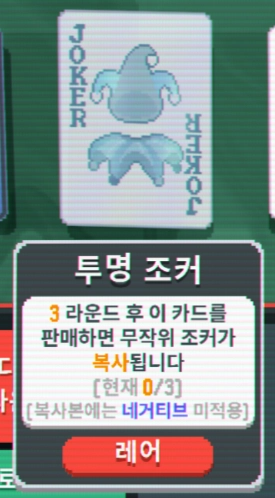 JOKER
JOKER
투명 조커
3 라운드 후 이 카드를
판매하면 무작위 조커가
복사됩니다
(현재 0/3)
(복사본에는 네거티브 미적용)
레어